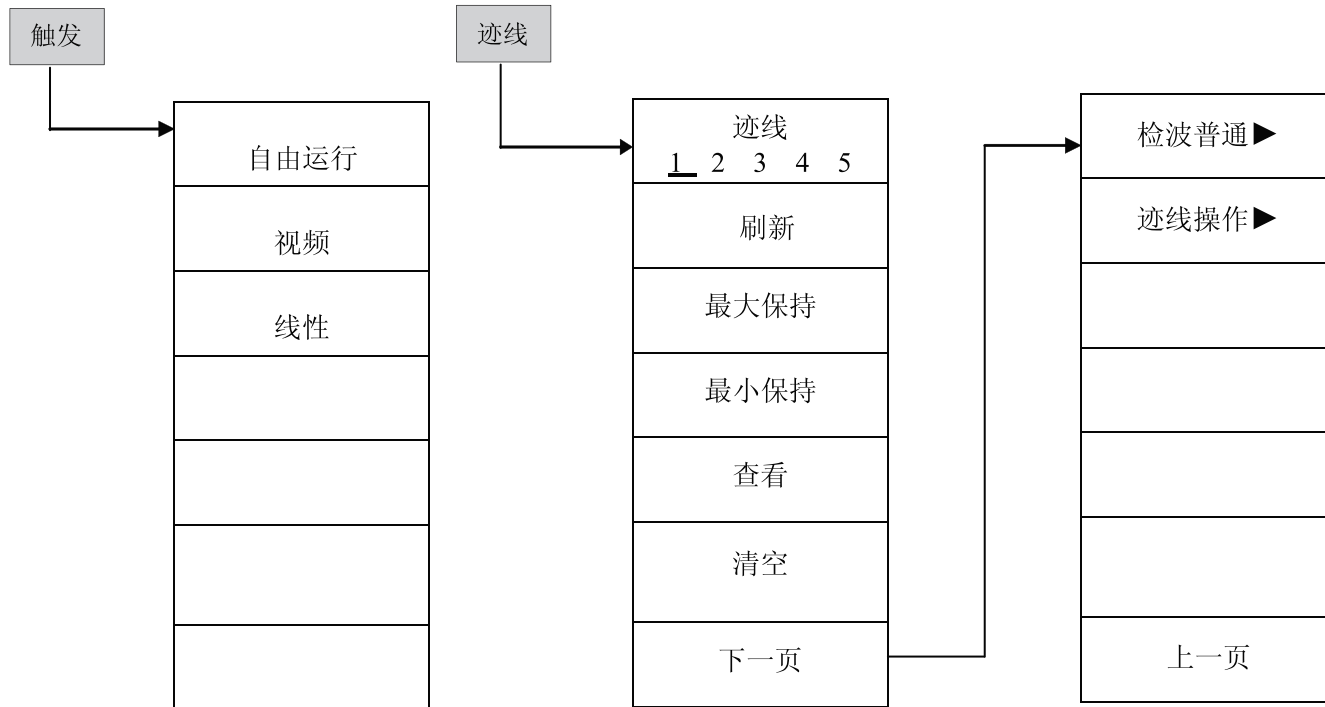 触发
自由运行
视频
线性
迹线
迹线
1 2 3 4 5
刷新
最大保持
最小保持
查看
清空
下一页
检波普通▶
迹线操作▶
上一页